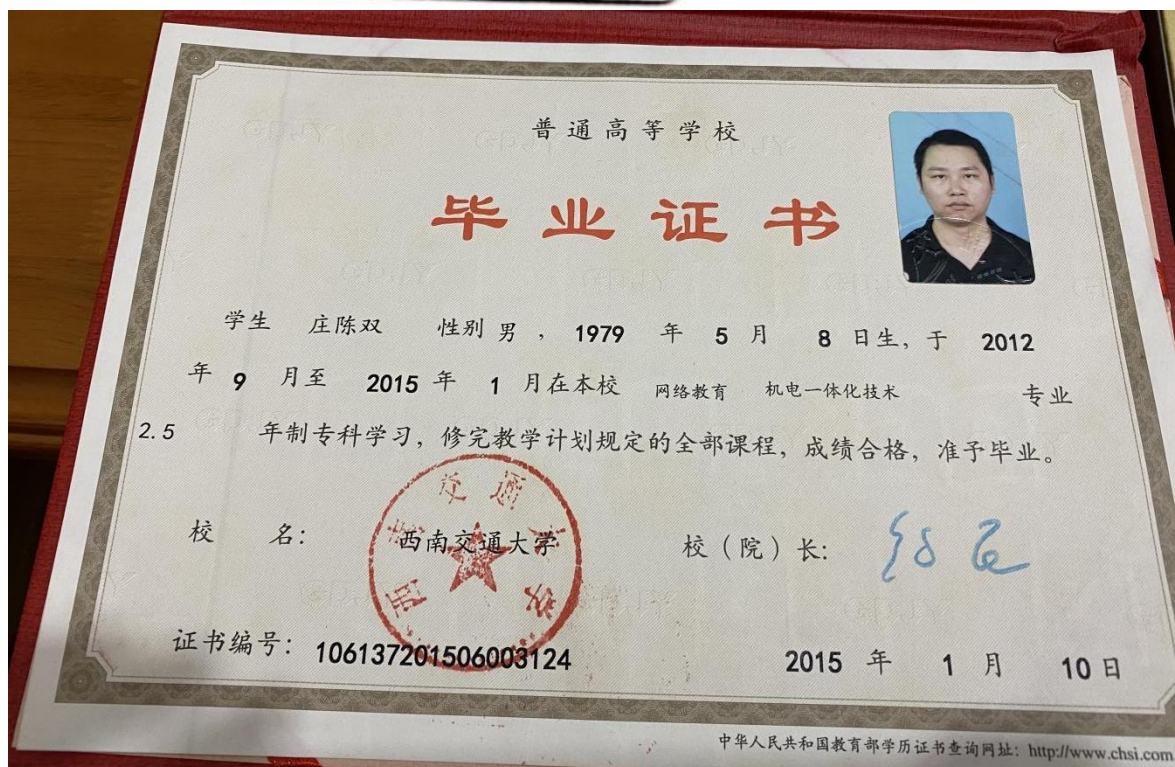 普通高等学校
毕业证书
学生 庄陈双 性别 男 , 1979 年 5 月 8 日生, 于 2012
年 9 月至 2015 年 1 月在本校 网络教育 机电一体化技术 专业
2.5 年制专科学习, 修完教学计划规定的全部课程, 成绩合格, 准予毕业。
西南交通大学
校 名: 西南交通大学 校(院)长:
证书编号: 106137201506003124 2015 年 1 月 10 日
中华人民共和国教育部学历证书查询网址: http://www.chsi.com